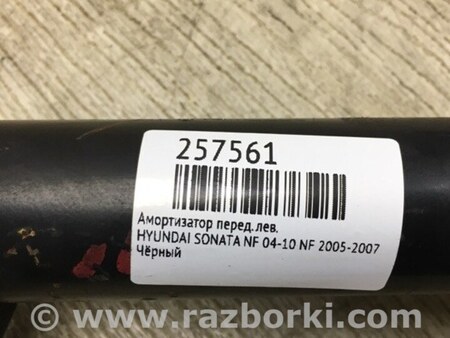 257561
Амортизатор перед. лев.
HYUNDAI SONATA NF 04-10 NF 2005-2007
Чёрный
© www.razborki.com